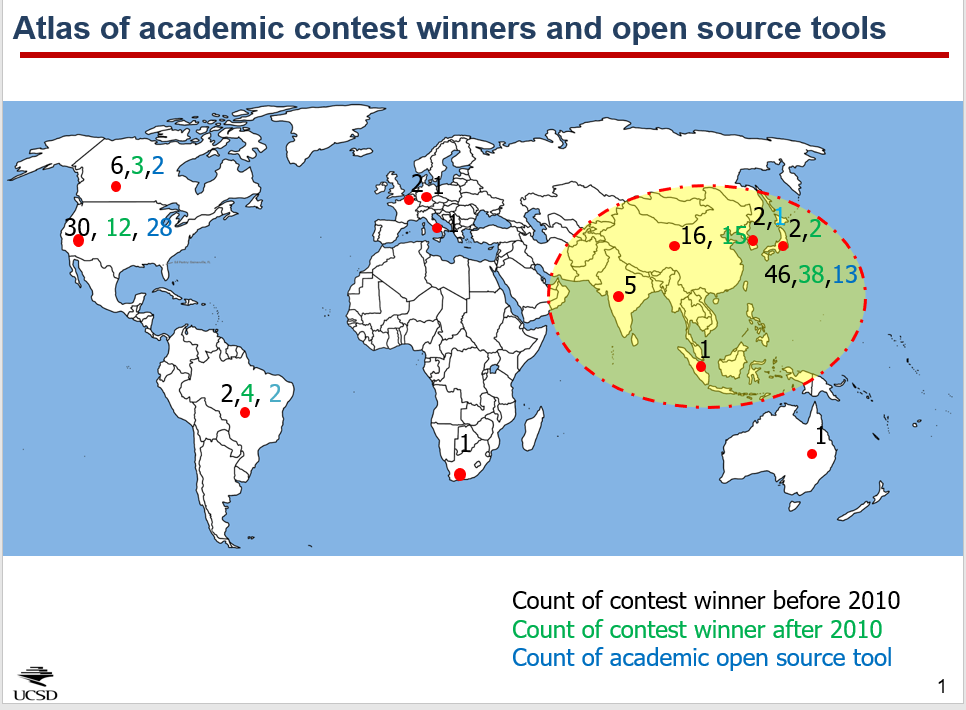 Atlas of academic contest winners and open source tools
6,3,2
2 1
30, 12, 28
1
2,1
16, 15
2,2
46,38,13
5
1
2,4, 2
1
1
Count of contest winner before 2010
Count of contest winner after 2010
Count of academic open source tool
UCSD
1